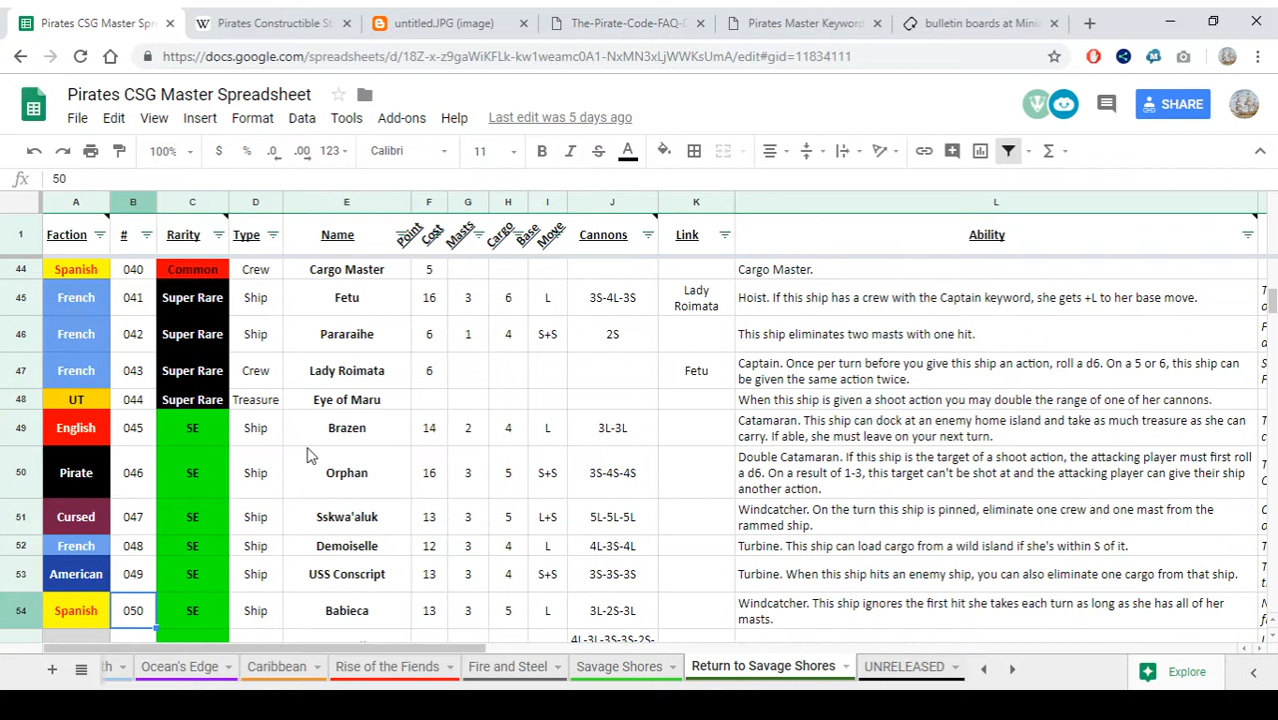 Pirates CSG Master Spr
Pirates Constructible St
untitled.JPG (image)
The-Pirate-Code-FAQ-
Pirates Master Keyword
bulletin boards at Minia
https://docs.google.com/spreadsheets/d/18Z-x-z9gaWiKFLk-kw1weamc0A1-NxMN3xLjWWKsUmA/edit#gid=11834111
Pirates CSG Master Spreadsheet
SHARE
File Edit View Insert Format Data Tools Add-ons Help Last edit was 5 days ago
100% $ % .0 .00 123 Calibri 11 B I S A
fx 50
A B C D E F G H I J K L
1 Faction # Rarity Type Name Point Cost Masts Cargo Base Move Cannons Link Ability
44 Spanish 040 Common Crew Cargo Master 5 Cargo Master.
45 French 041 Super Rare Ship Fetu 16 3 6 L 3S-4L-3S Lady Roimata Hoist. If this ship has a crew with the Captain keyword, she gets +L to her base move.
46 French 042 Super Rare Ship Pararaihe 6 1 4 S+S 2S This ship eliminates two masts with one hit.
47 French 043 Super Rare Crew Lady Roimata 6 Fetu Captain. Once per turn before you give this ship an action, roll a d6. On a 5 or 6, this ship can
be given the same action twice.
48 UT 044 Super Rare Treasure Eye of Maru When this ship is given a shoot action you may double the range of one of her cannons.
49 English 045 SE Ship Brazen 14 2 4 L 3L-3L Catamaran. This ship can dock at an enemy home island and take as much treasure as she can
carry. If able, she must leave on your next turn.
50 Pirate 046 SE Ship Orphan 16 3 5 S+S 3S-4S-4S Double Catamaran. If this ship is the target of a shoot action, the attacking player must first roll
a d6. On a result of 1-3, this target can't be shot at and the attacking player can give their ship
another action.
51 Cursed 047 SE Ship Sskwa'aluk 13 3 5 L+S 5L-5L-5L Windcatcher. On the turn this ship is pinned, eliminate one crew and one mast from the
rammed ship.
52 French 048 SE Ship Demoiselle 12 3 4 L 4L-3S-4L Turbine. This ship can load cargo from a wild island if she's within S of it.
53 American 049 SE Ship USS Conscript 13 3 4 S+S 3S-3S-3S Turbine. When this ship hits an enemy ship, you can also eliminate one cargo from that ship.
54 Spanish 050 SE Ship Babieca 13 3 5 L 3L-2S-3L Windcatcher. This ship ignores the first hit she takes each turn as long as she has all of her
masts.
4L-3L-3S-3S-2S-
th Ocean's Edge Caribbean Rise of the Fiends Fire and Steel Savage Shores Return to Savage Shores UNRELEASED Explore